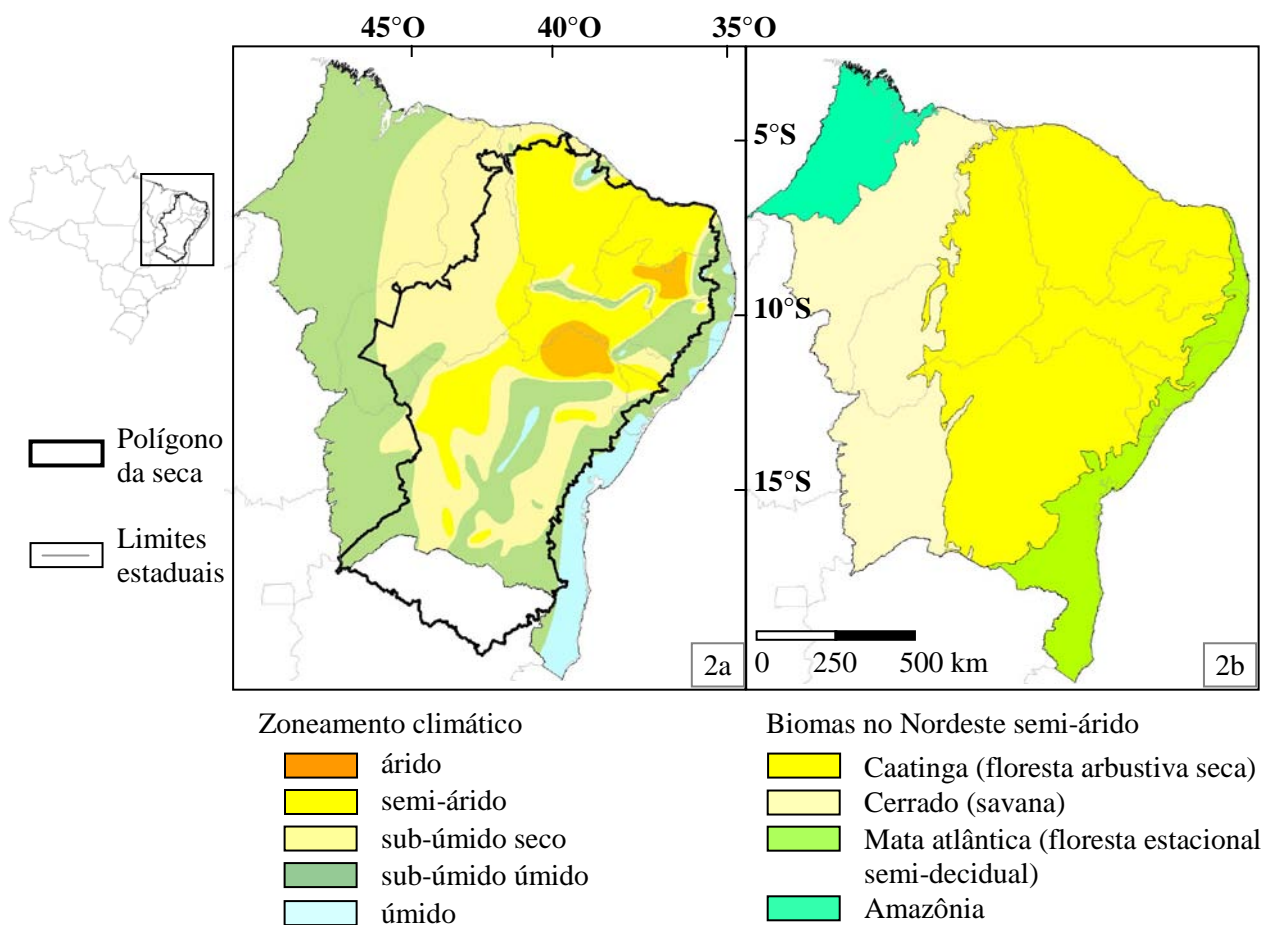 45°O 40°O 35°O
5°S
10°S
15°S
Polígono
da seca
Limites
estaduais
2a
0 250 500 km
2b
Zoneamento climático
árido
semi-árido
sub-úmido seco
sub-úmido úmido
úmido
Biomas no Nordeste semi-árido
Caatinga (floresta arbustiva seca)
Cerrado (savana)
Mata atlântica (floresta estacional
semi-decidual)
Amazônia